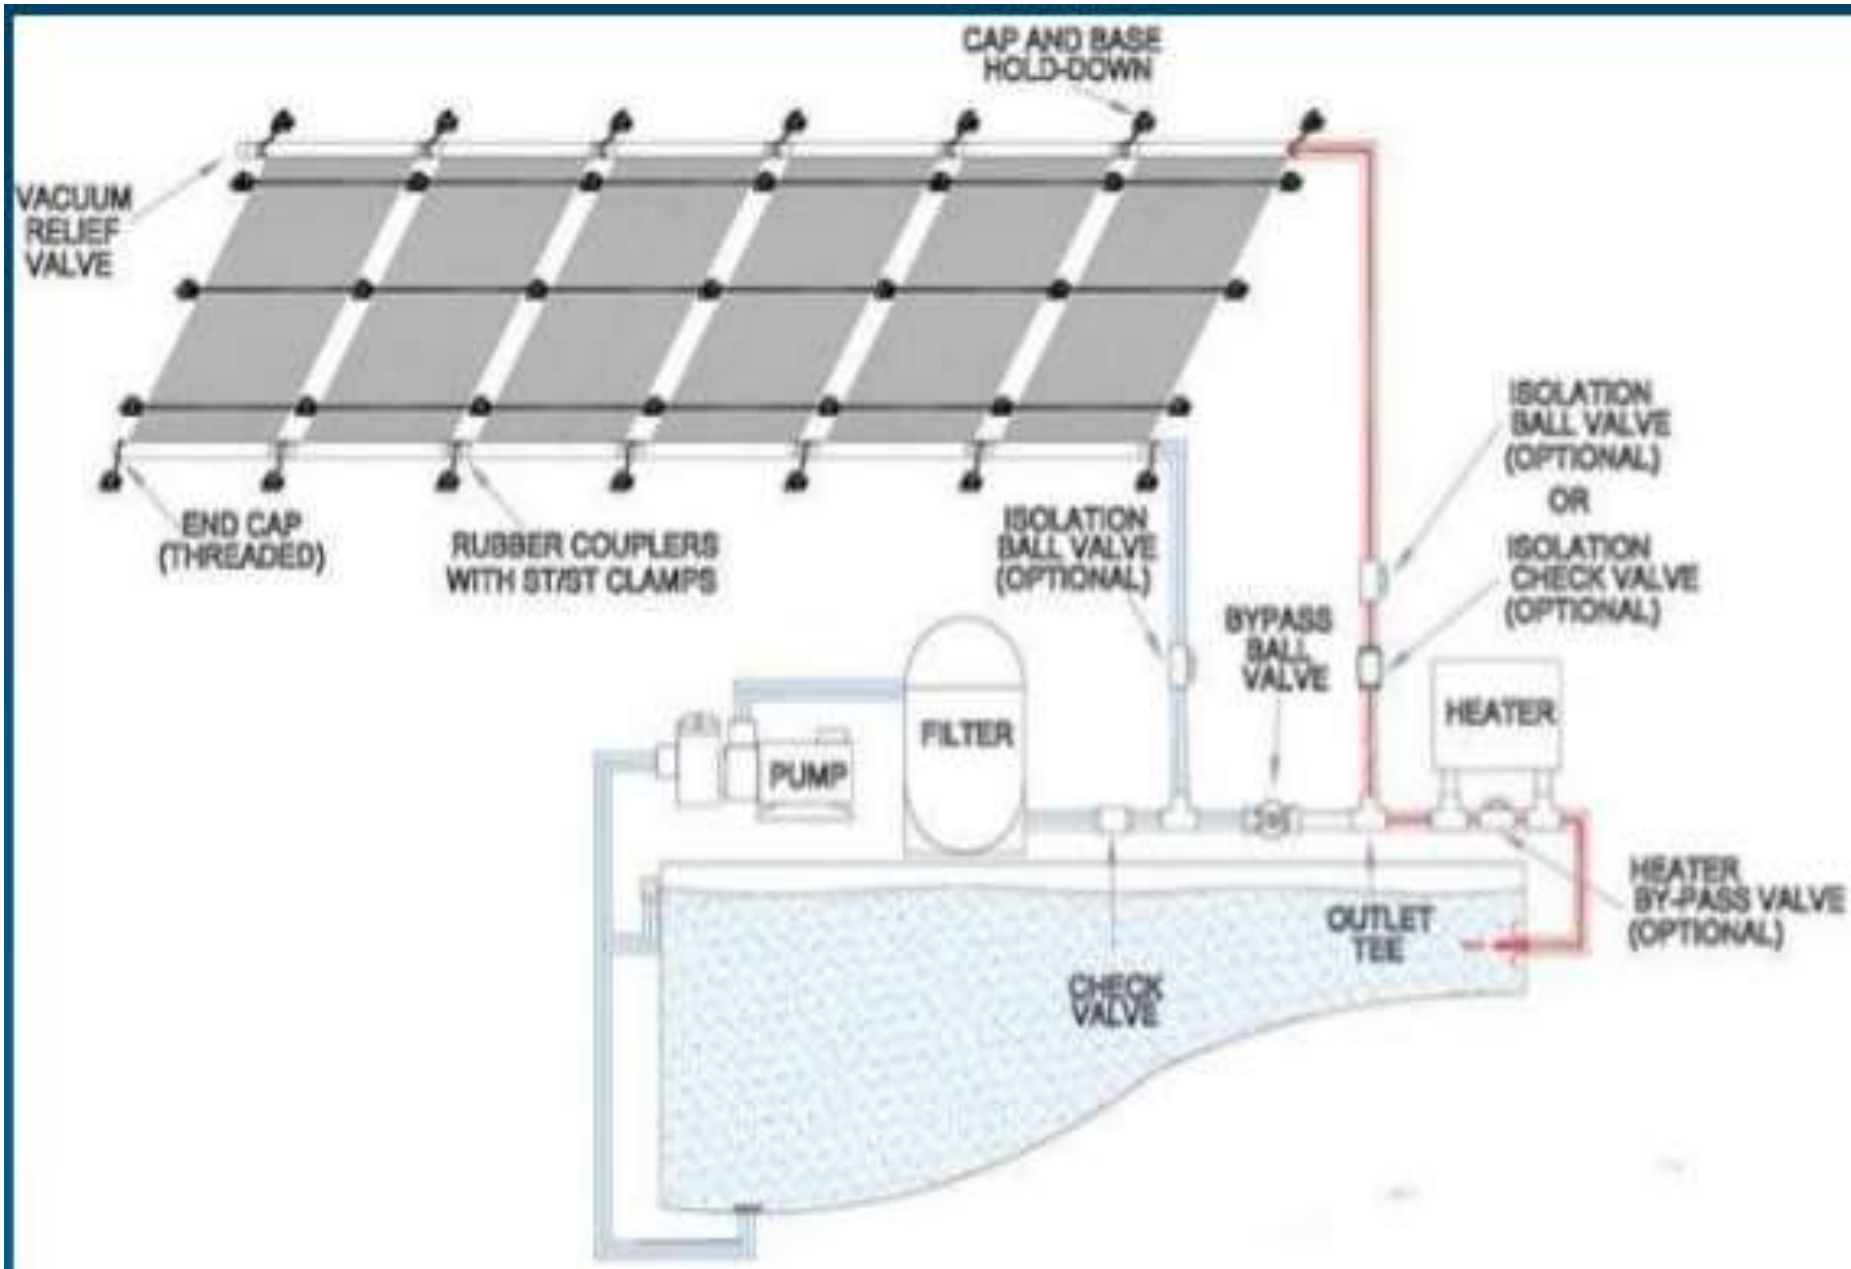 CAP AND BASE
HOLD-DOWN
VACUUM
RELIEF
VALVE
END CAP
(THREADED)
RUBBER COUPLERS
WITH ST/ST CLAMPS
ISOLATION
BALL VALVE
(OPTIONAL)
BYPASS
BALL
VALVE
ISOLATION
BALL VALVE
(OPTIONAL)
OR
ISOLATION
CHECK VALVE
(OPTIONAL)
HEATER
FILTER
PUMP
HEATER
BY-PASS VALVE
(OPTIONAL)
OUTLET
TEE
CHECK
VALVE